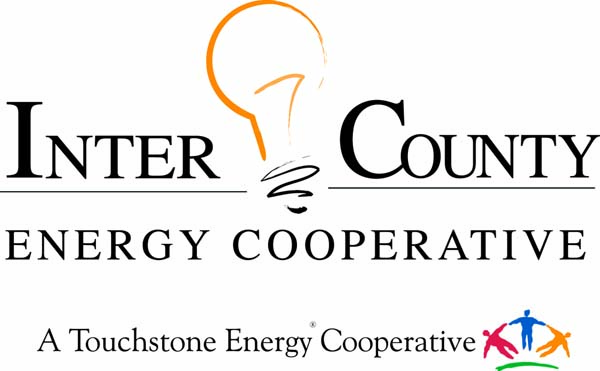 INTER COUNTY
ENERGY COOPERATIVE
A Touchstone Energy® Cooperative